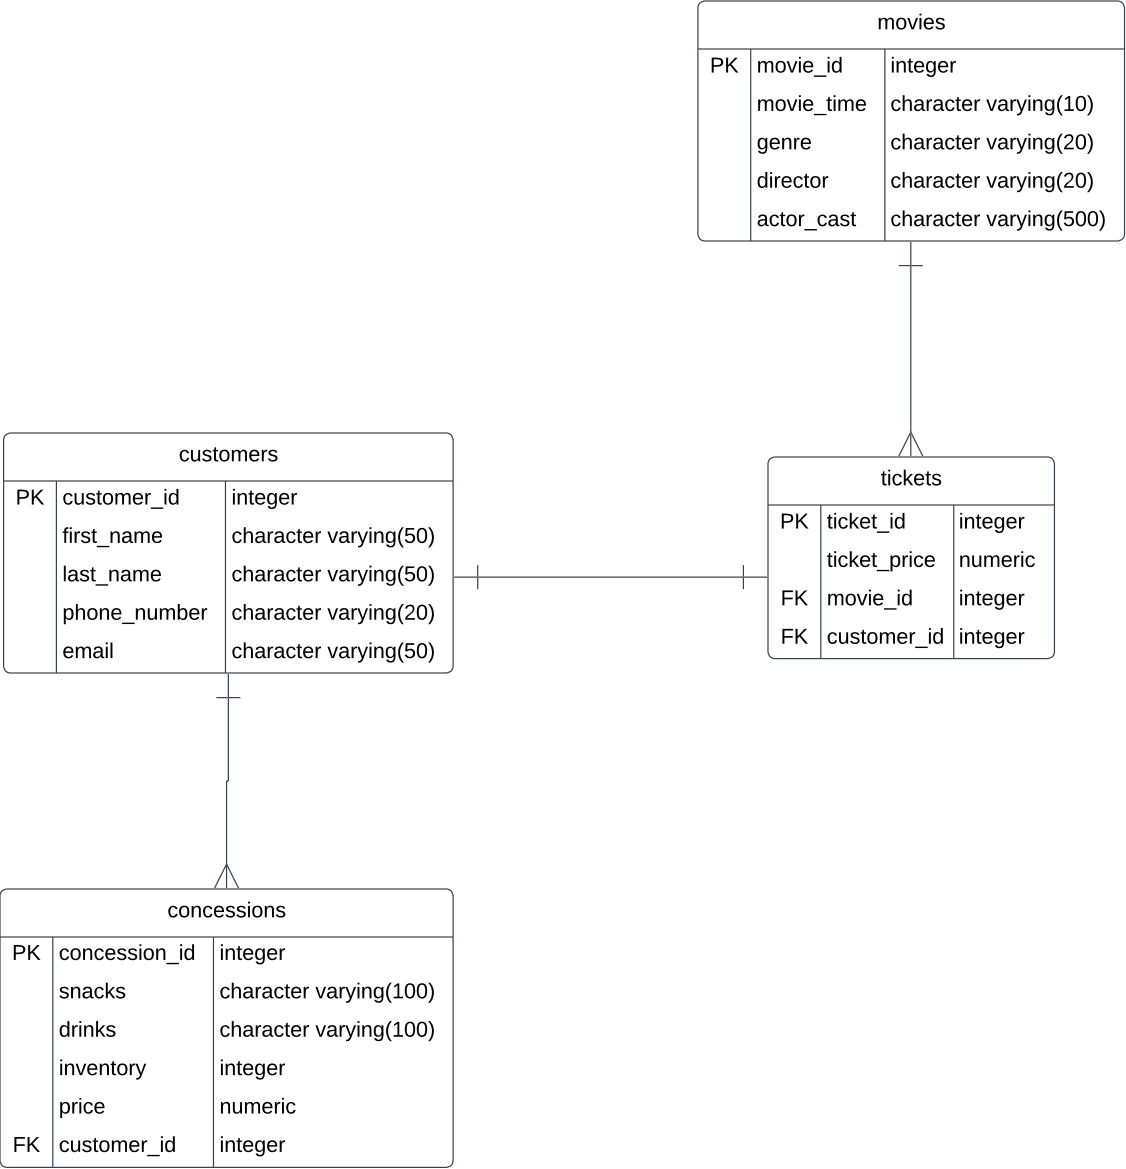 movies
PK movie_id integer
movie_time character varying(10)
genre character varying(20)
director character varying(20)
actor_cast character varying(500)
customers
PK customer_id integer
first_name character varying(50)
last_name character varying(50)
phone_number character varying(20)
email character varying(50)
tickets
PK ticket_id integer
ticket_price numeric
FK movie_id integer
FK customer_id integer
concessions
PK concession_id integer
snacks character varying(100)
drinks character varying(100)
inventory integer
price numeric
FK customer_id integer